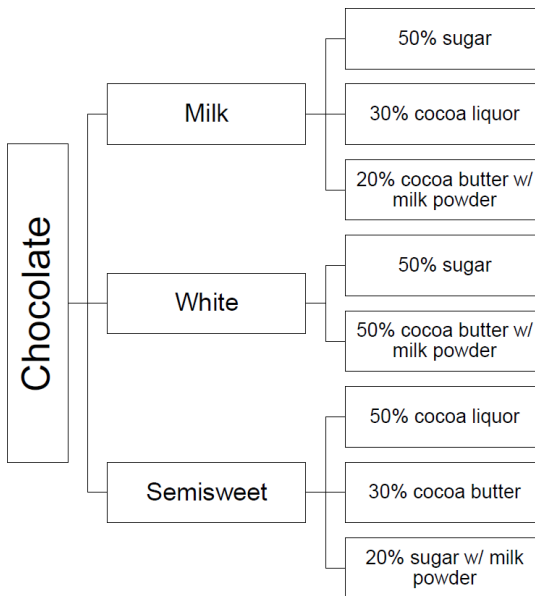 Chocolate
Milk
50% sugar
30% cocoa liquor
20% cocoa butter w/
milk powder
White
50% sugar
50% cocoa butter w/
milk powder
Semisweet
50% cocoa liquor
30% cocoa butter
20% sugar w/ milk
powder